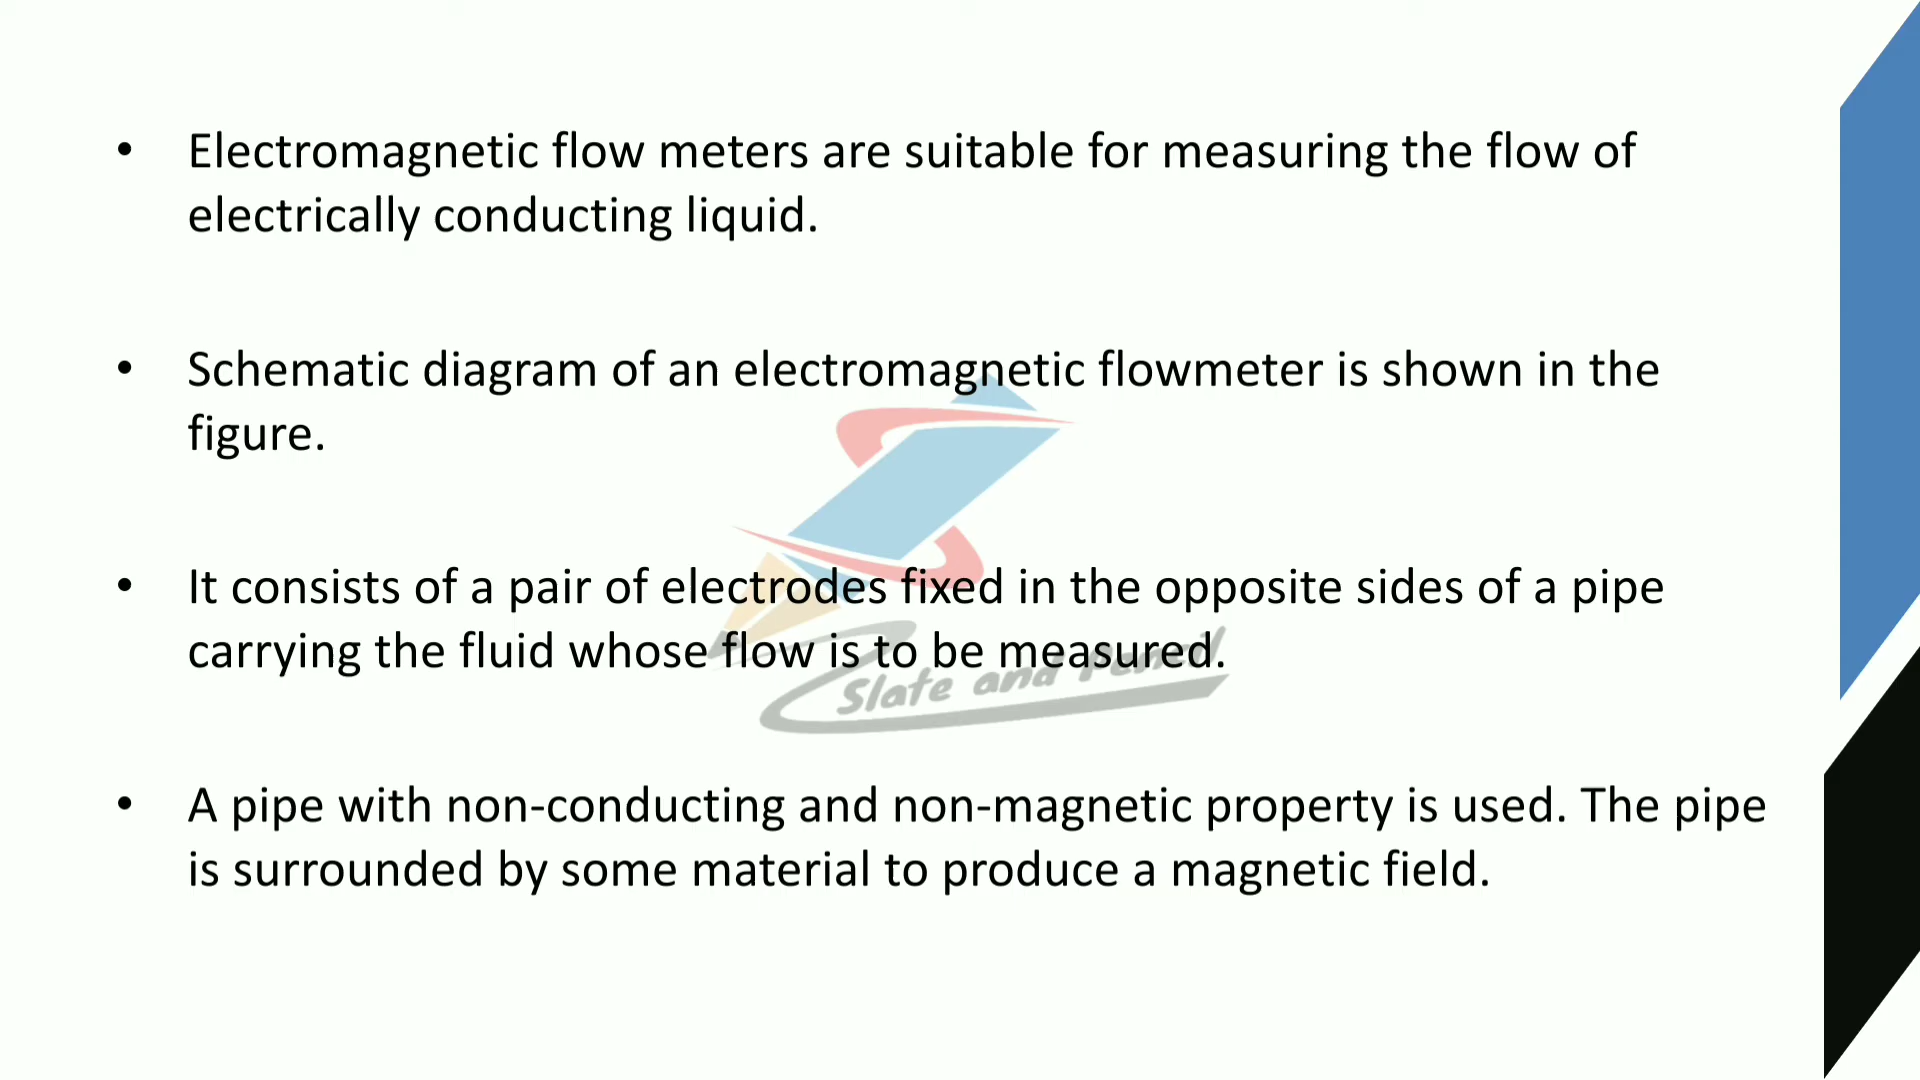 • Electromagnetic flow meters are suitable for measuring the flow of
electrically conducting liquid.
• Schematic diagram of an electromagnetic flowmeter is shown in the
figure.
• It consists of a pair of electrodes fixed in the opposite sides of a pipe
carrying the fluid whose flow is to be measured.
Slate and Pencil
• A pipe with non-conducting and non-magnetic property is used. The pipe
is surrounded by some material to produce a magnetic field.